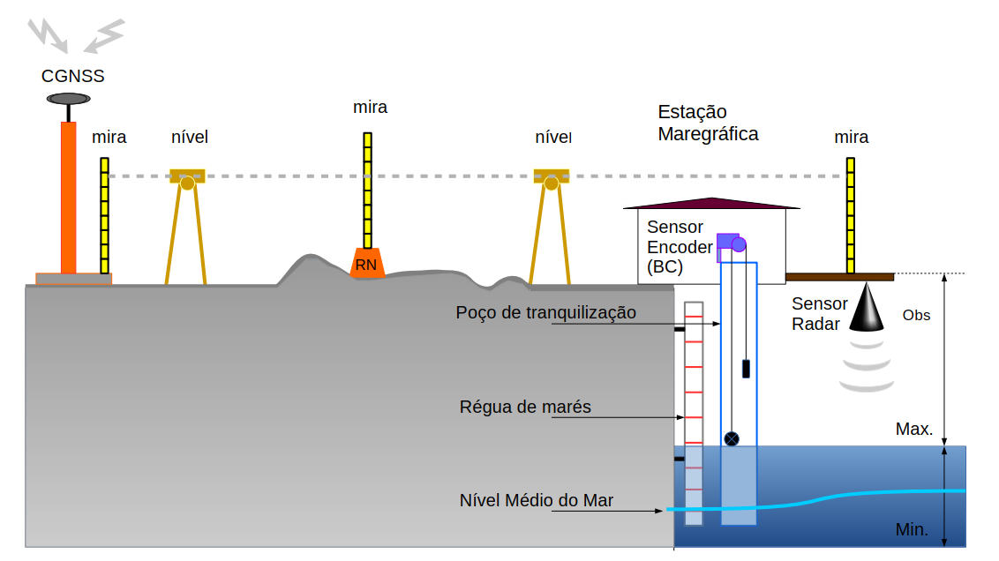 CGNSS
mira
nível
mira
nível
Estação
Maregráfica
mira
Sensor
Encoder
(BC)
RN
Sensor
Radar
Obs
Poço de tranquilização
Régua de marés
Max.
Nível Médio do Mar
Min.